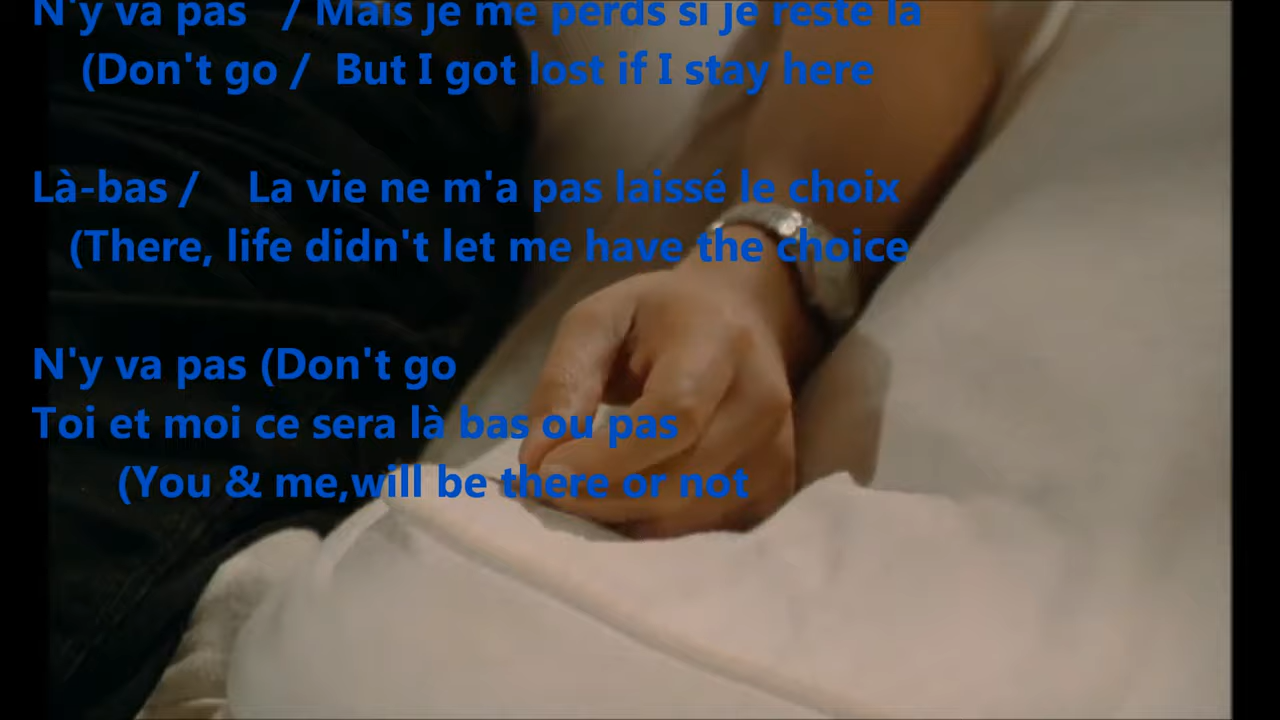 N'y va pas / Mais je me perds si je reste là
(Don't go / But I got lost if I stay here
Là-bas / La vie ne m'a pas laissé le choix
(There, life didn't let me have the choice
N'y va pas (Don't go
Toi et moi ce sera là bas ou pas
(You & me,will be there or not